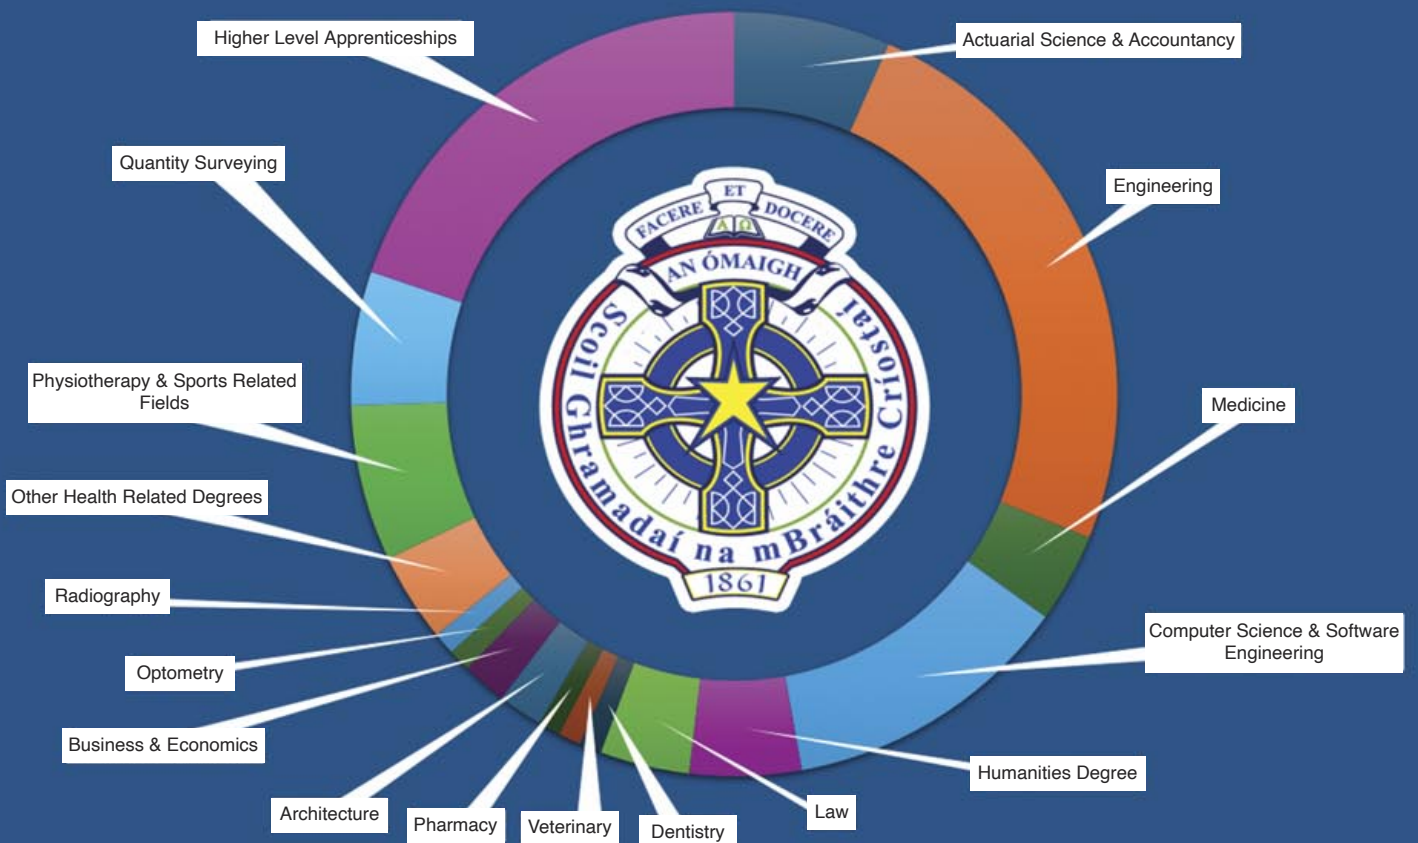 Higher Level Apprenticeships
Actuarial Science & Accountancy
Quantity Surveying
Engineering
FACERE ET DOCERE
Α Ω
AN ÓMAIGH
Scoil Ghramadaí na mBráithre Críostaí
1861
Physiotherapy & Sports Related
Fields
Medicine
Other Health Related Degrees
Radiography
Computer Science & Software
Engineering
Optometry
Business & Economics
Humanities Degree
Architecture
Pharmacy
Veterinary
Dentistry
Law